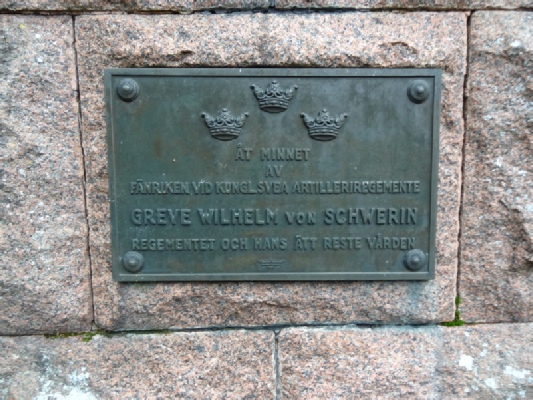 ÅT MINNET
AV
FÄNRIKEN VID KUNGL. SVEA ARTILLERIREGEMENTE
GREVE WILHELM VON SCHWERIN
REGEMENTET OCH HANS ÄTT RESTE VÅRDEN